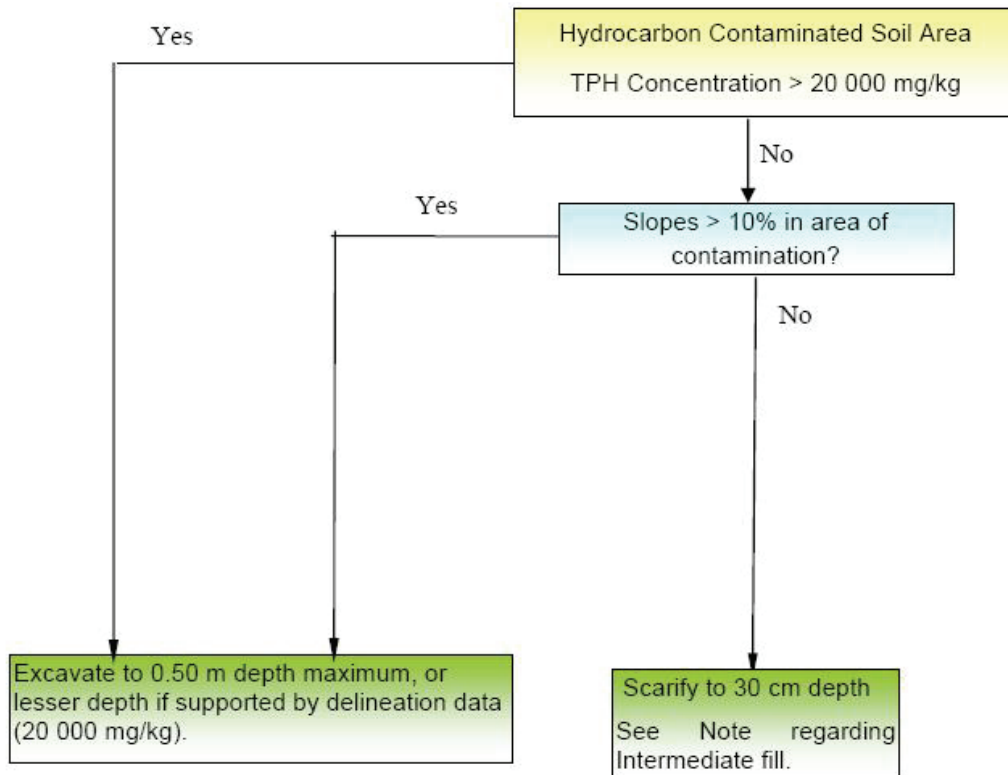 Yes
Hydrocarbon Contaminated Soil Area
TPH Concentration > 20 000 mg/kg
No
Yes
Slopes > 10% in area of
contamination?
No
Excavate to 0.50 m depth maximum, or
lesser depth if supported by delineation data
(20 000 mg/kg).
Scarify to 30 cm depth
See Note regarding
Intermediate fill.